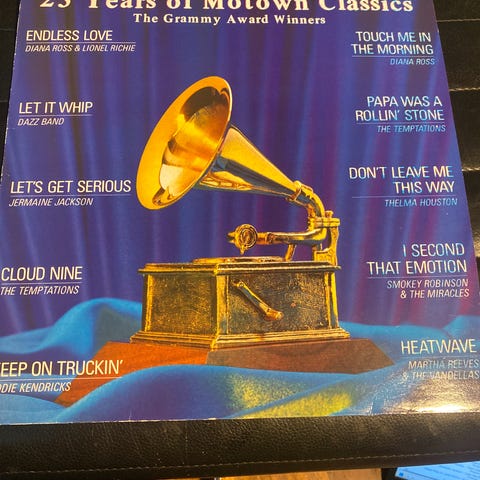 25 Years of Motown Classics
The Grammy Award Winners
ENDLESS LOVE
DIANA ROSS & LIONEL RICHIE
LET IT WHIP
DAZZ BAND
LET'S GET SERIOUS
JERMAINE JACKSON
CLOUD NINE
THE TEMPTATIONS
EEP ON TRUCKIN'
DIE KENDRICKS
TOUCH ME IN
THE MORNING
DIANA ROSS
PAPA WAS A
ROLLIN' STONE
THE TEMPTATIONS
DON'T LEAVE ME
THIS WAY
THELMA HOUSTON
I SECOND
THAT EMOTION
SMOKEY ROBINSON
& THE MIRACLES
HEATWAVE
MARTHA REEVES
& THE VANDELLAS